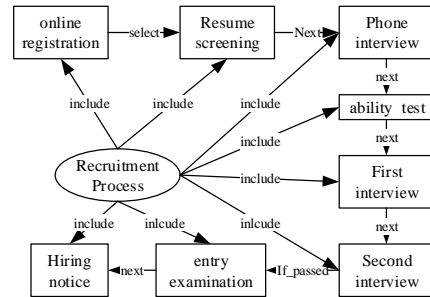 online
registration
select
Resume
screening
Next
Phone
interview
include
include
include
next
include
ability test
next
Recruitment
Process
include
First
interview
include
inlcude
inlcude
next
Hiring
notice
next
entry
examination
If_passed
Second
interview